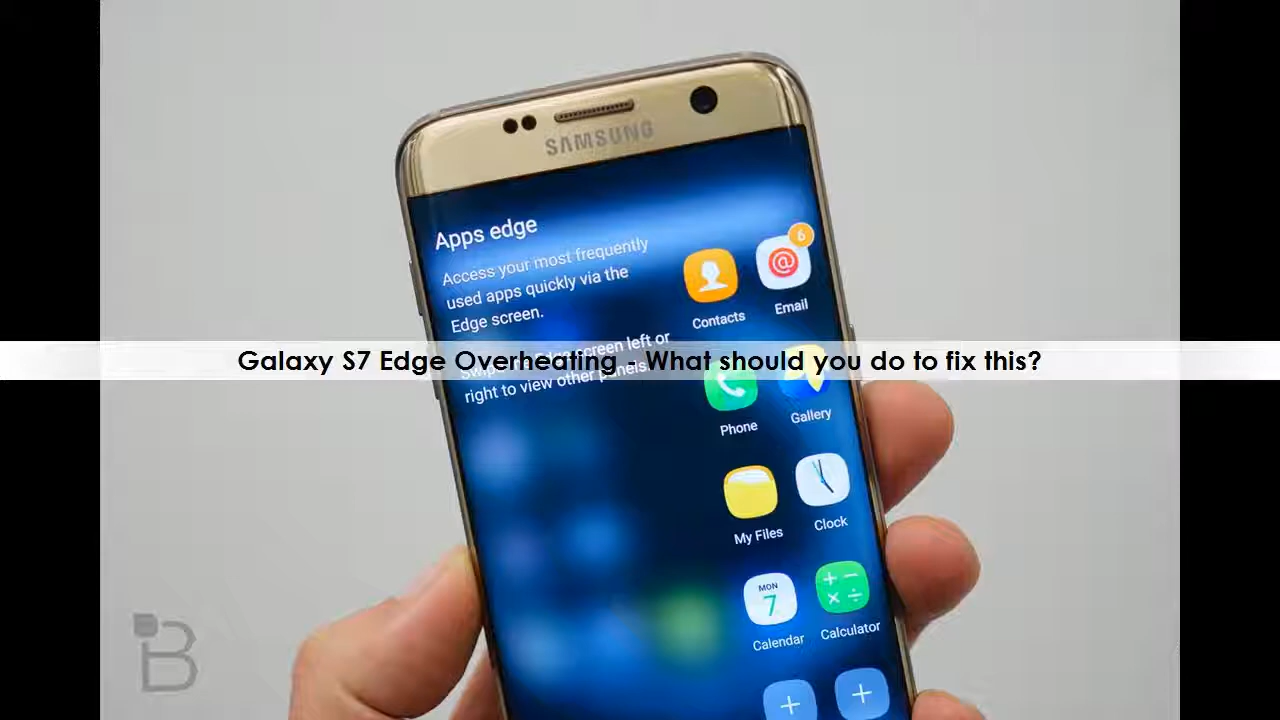 SAMSUNG
Apps edge
Access your most frequently
used apps quickly via the
Edge screen.
6
Contacts
Email
Galaxy S7 Edge Overheating - What should you do to fix this?
right to view other panels.
Phone
Gallery
My Files
Clock
MON
7
Calendar
Calculator
B